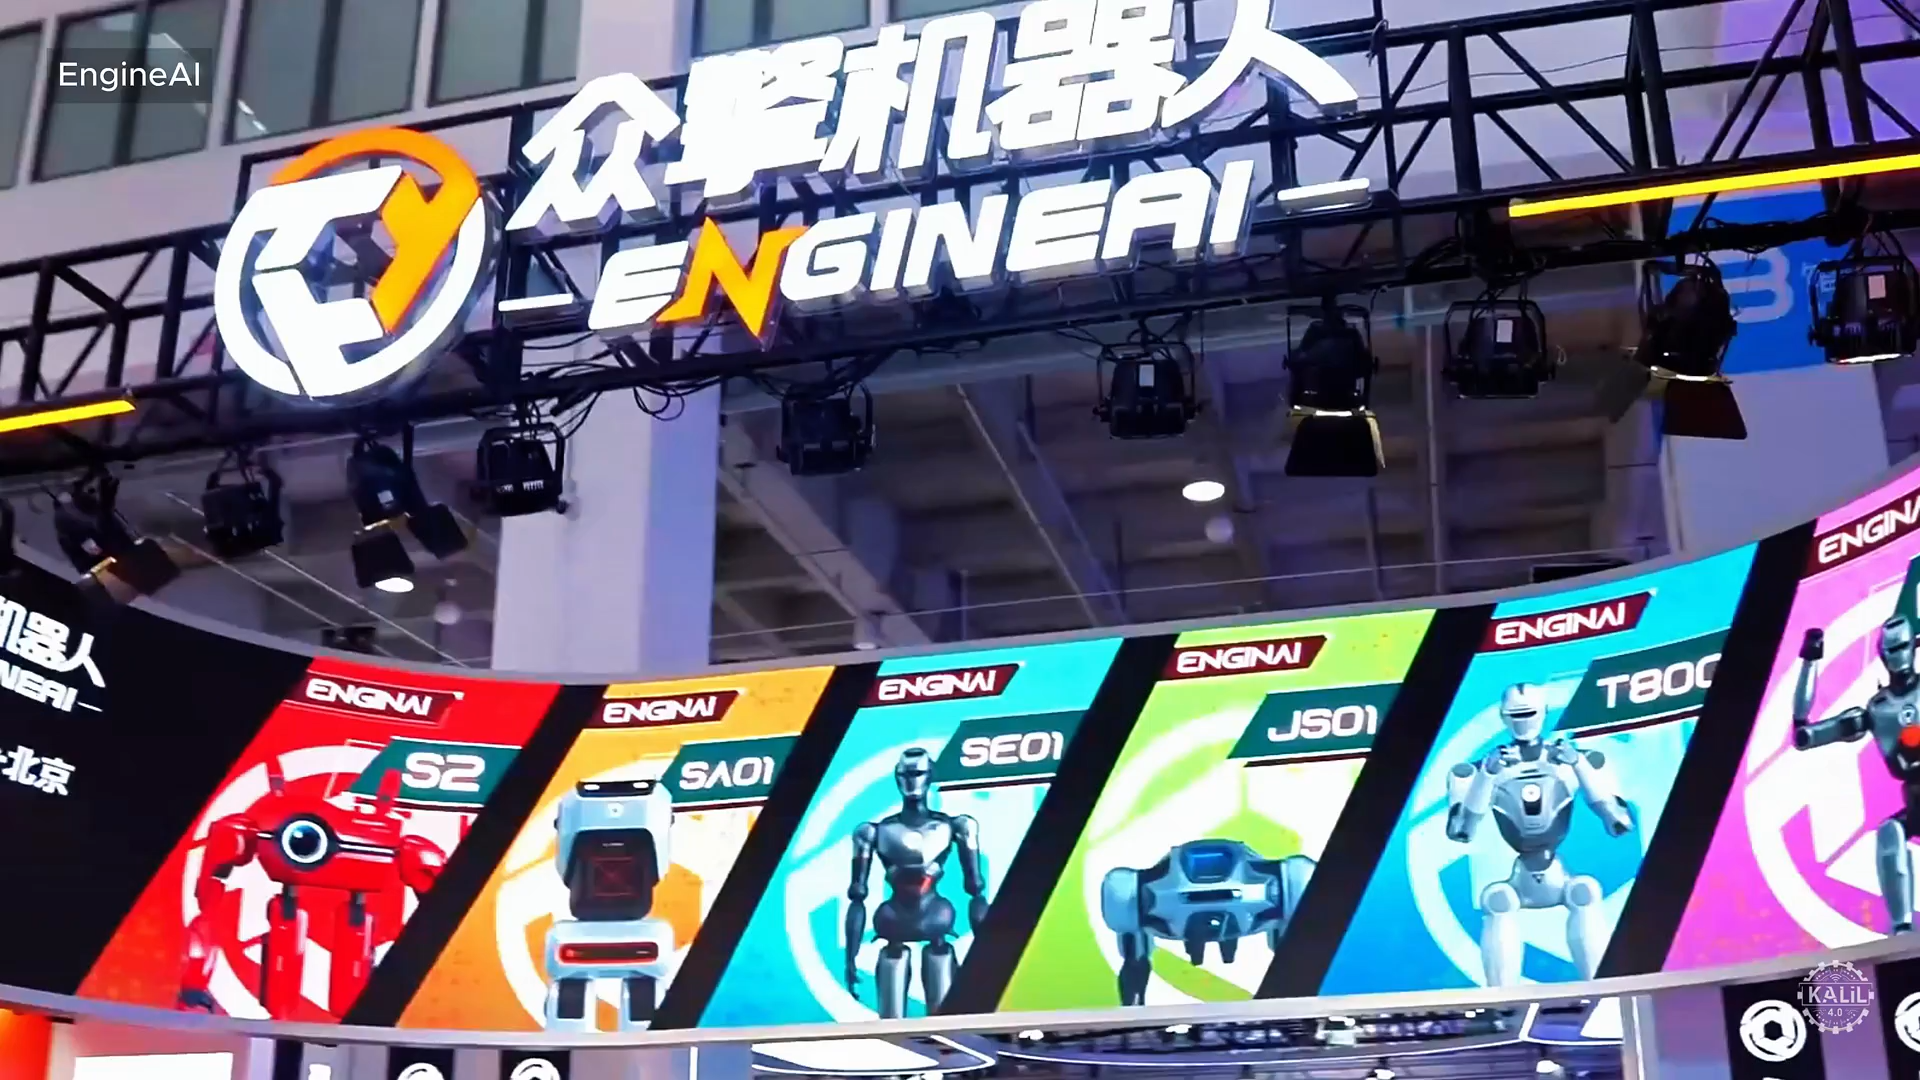 EngineAI
众擎机器人
ENGINEAI
机器人
NEAI
北京
ENGINAI
S2
ENGINAI
SA01
ENGINAI
SE01
ENGINAI
JS01
ENGINAI
T800
ENGINA
KALIL
4.0